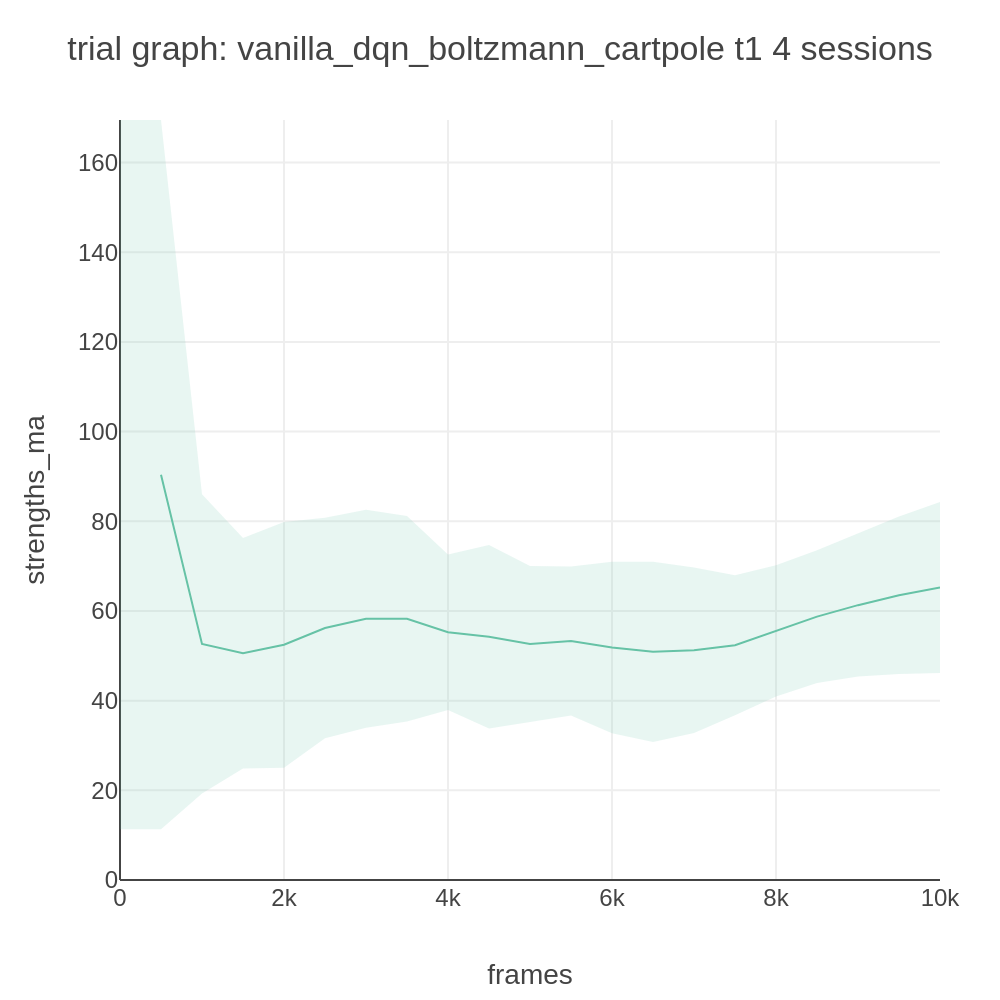 trial graph: vanilla_dqn_boltzmann_cartpole t1 4 sessions
160
140
120
100
80
60
40
20
0
strengths_ma
0 2k 4k 6k 8k 10k
frames